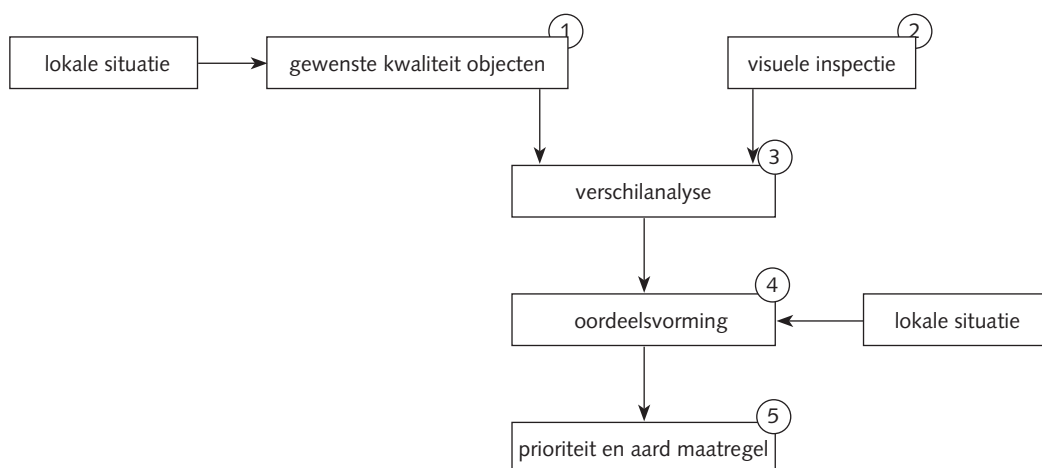 1
2
lokale situatie
gewenste kwaliteit objecten
visuele inspectie
3
verschilanalyse
4
oordeelsvorming
lokale situatie
5
prioriteit en aard maatregel